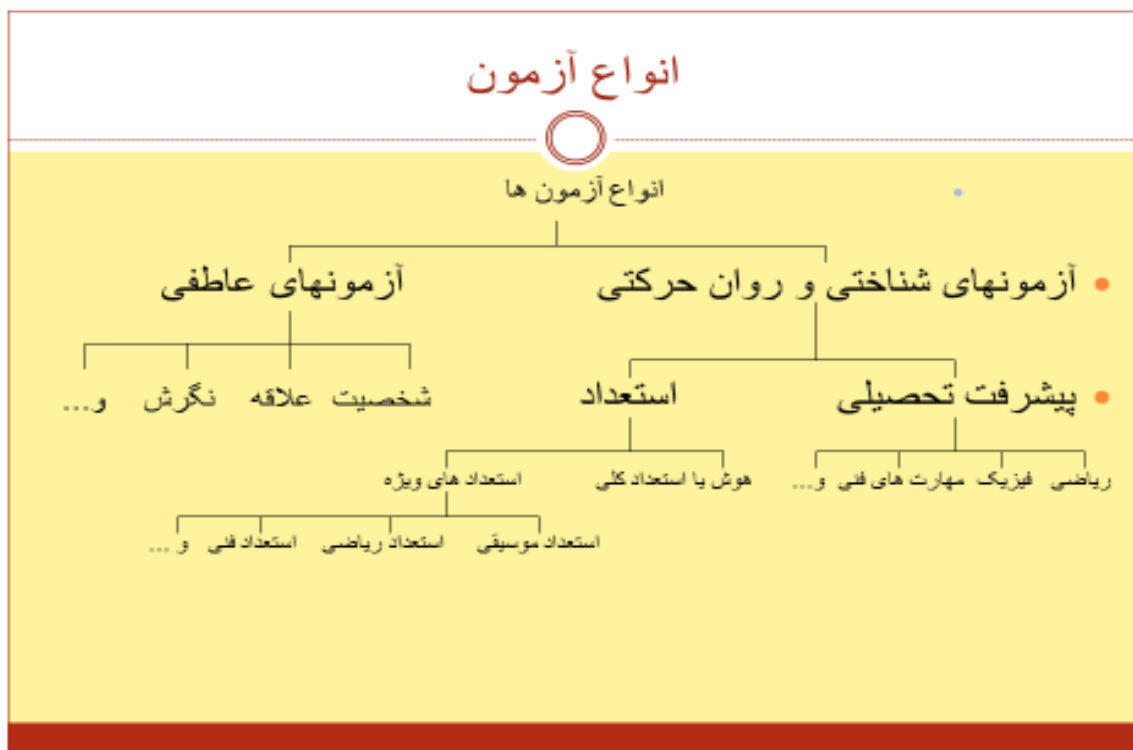 انواع آزمون
انواع آزمون ها
آزمونهای شناختی و روان حرکتی آزمونهای عاطفی
شخصیت علاقه نگرش و...
پیشرفت تحصیلی استعداد
ریاضی فیزیک مهارت های فنی و...
هوش یا استعداد کلی استعداد های ویژه
استعداد موسیقی استعداد ریاضی استعداد فنی و ...